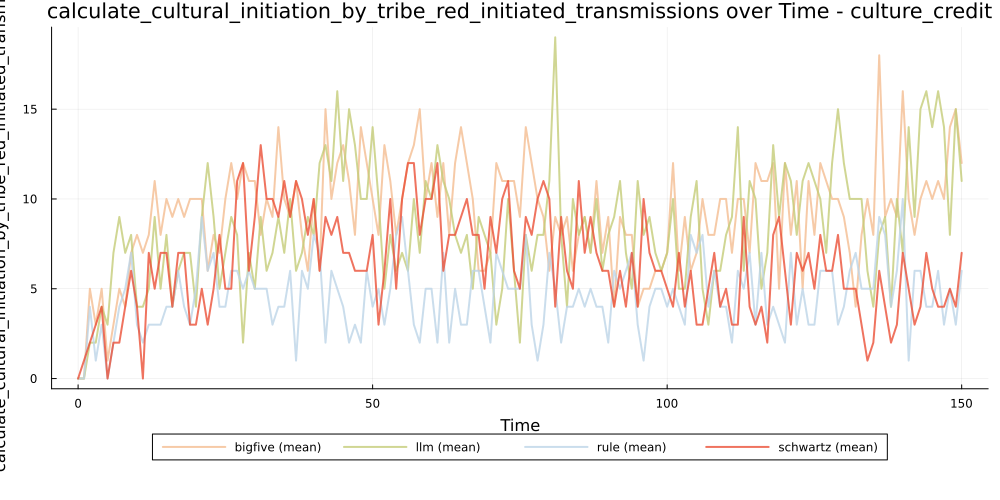 calculate_cultural_initiation_by_tribe_red_initiated_transmissions over Time - culture_credit
calculate_cultural_initiation_by_tribe_red_initiated_trans
15
10
5
0
0 50 100 150
Time
bigfive (mean) llm (mean) rule (mean) schwartz (mean)